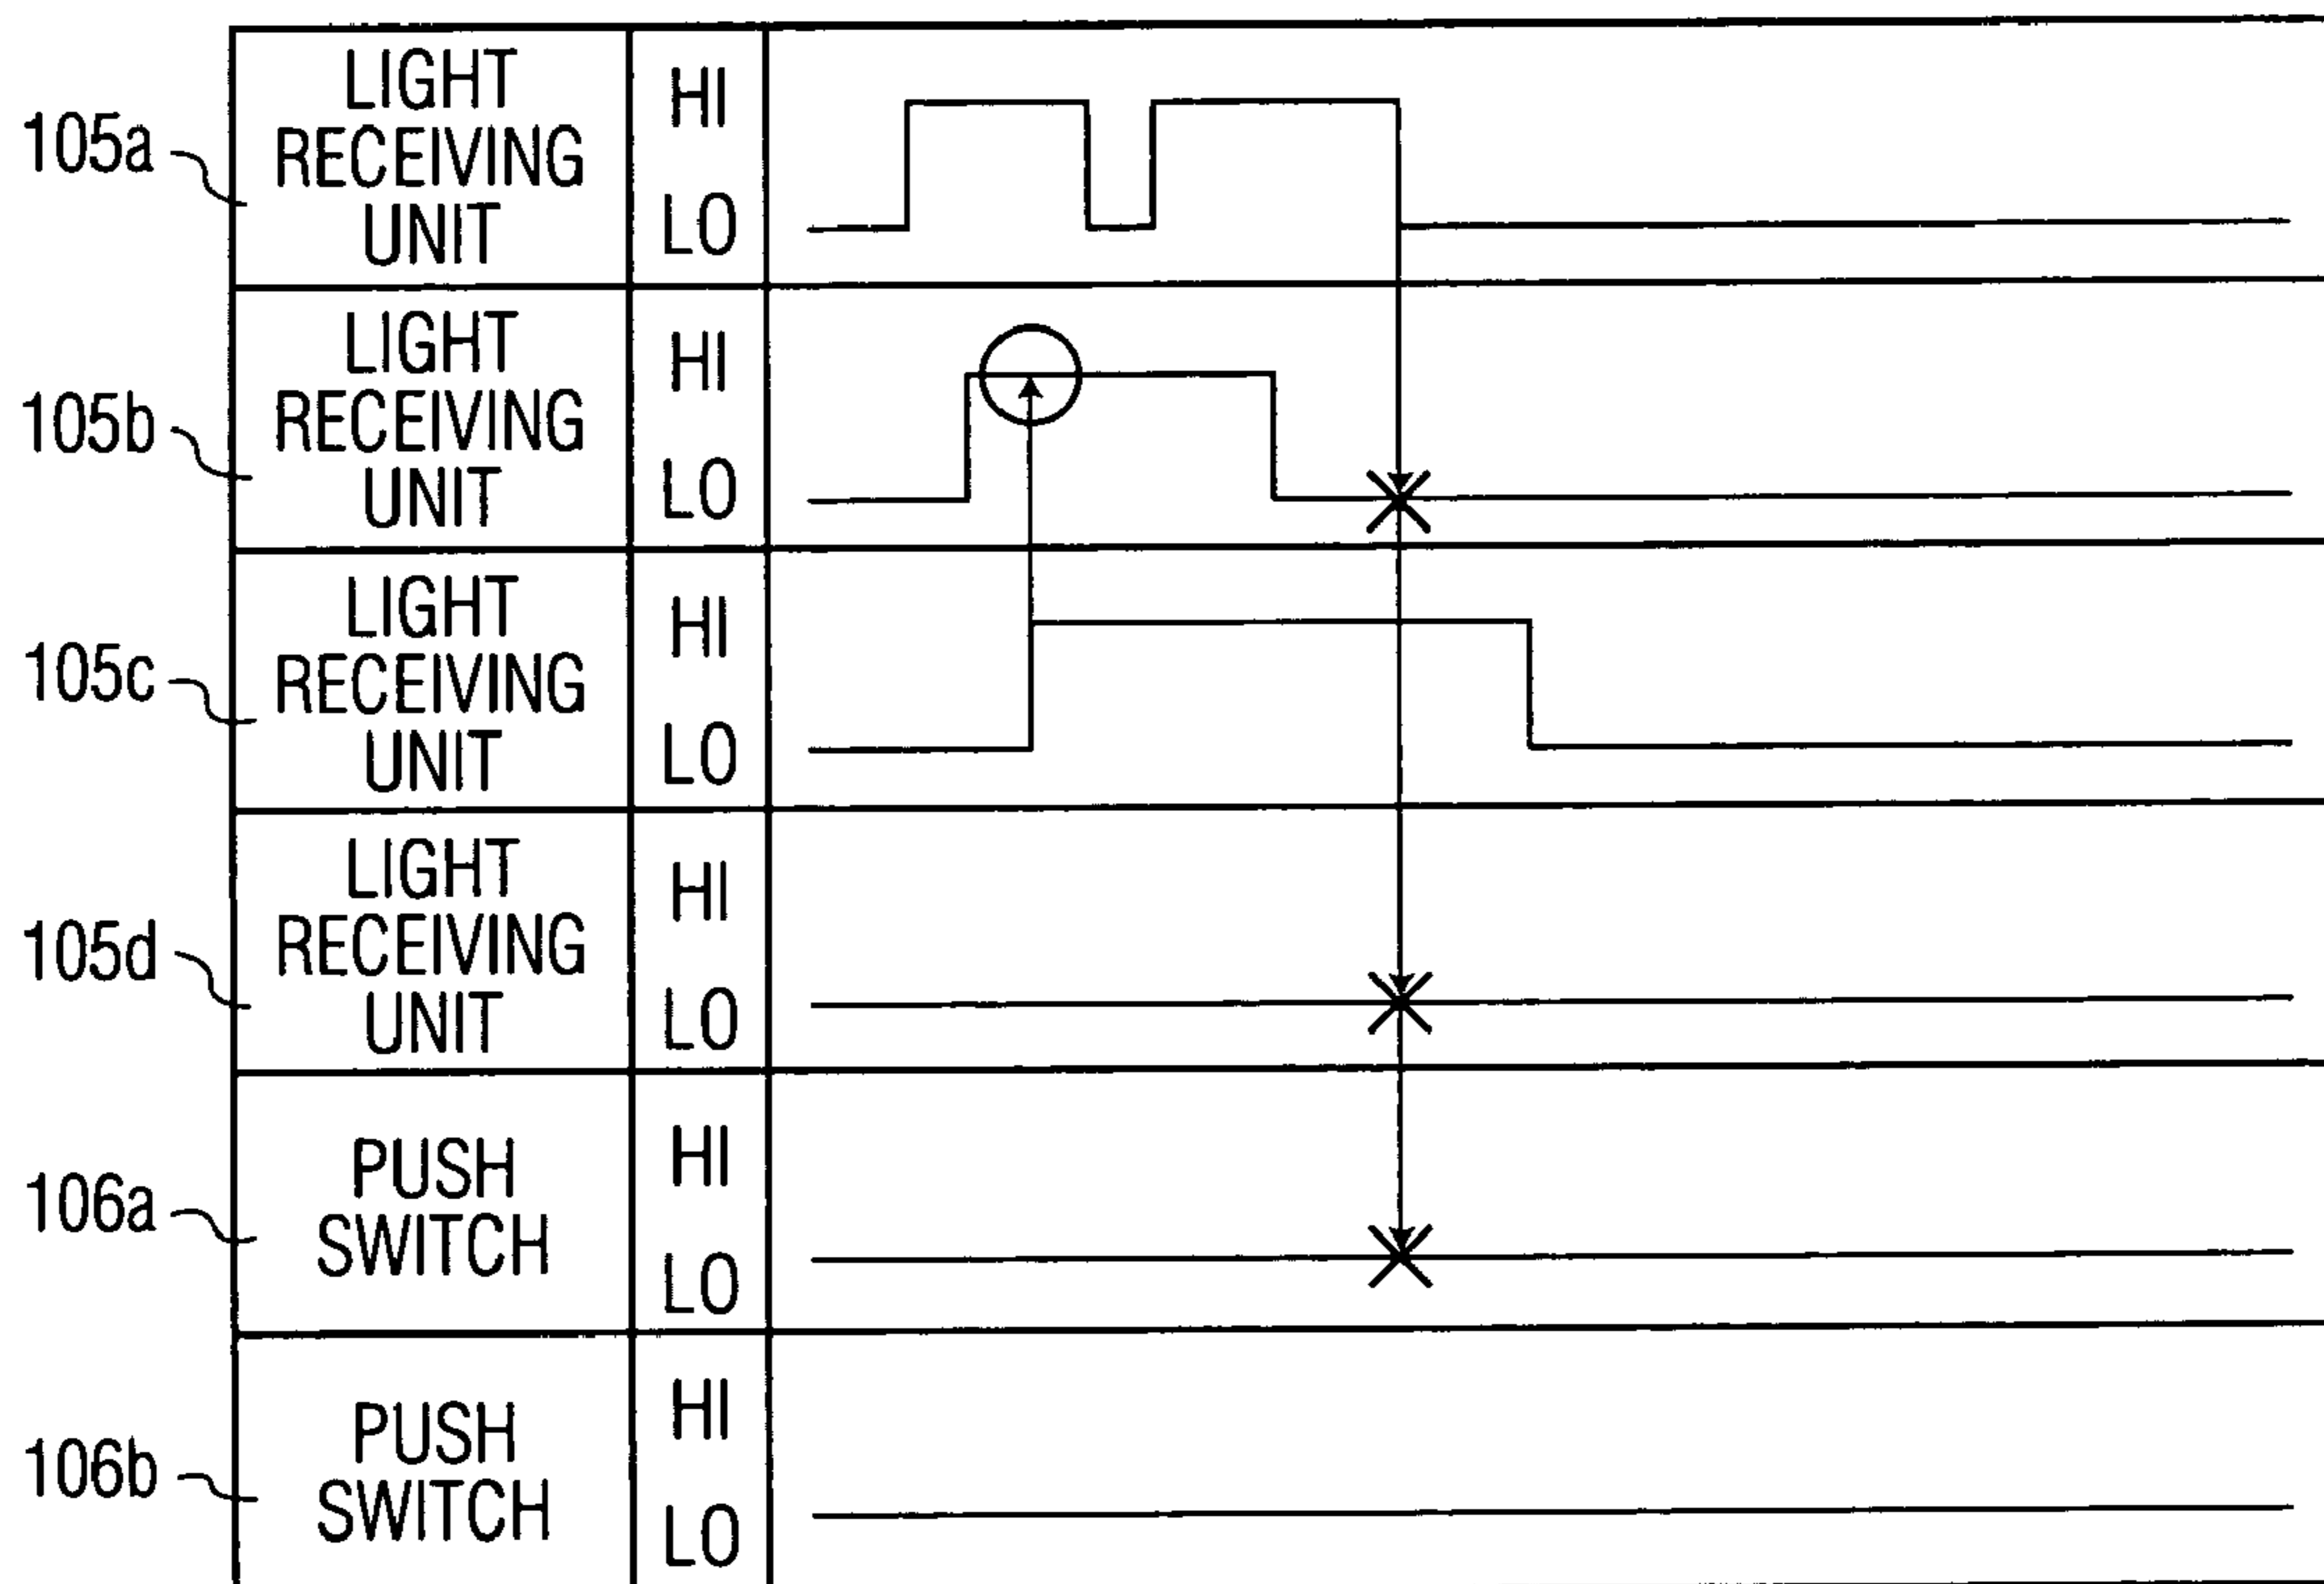 105a
LIGHT
RECEIVING
UNIT
HI
LO
105b
LIGHT
RECEIVING
UNIT
HI
LO
105c
LIGHT
RECEIVING
UNIT
HI
LO
105d
LIGHT
RECEIVING
UNIT
HI
LO
106a
PUSH
SWITCH
HI
LO
106b
PUSH
SWITCH
HI
LO